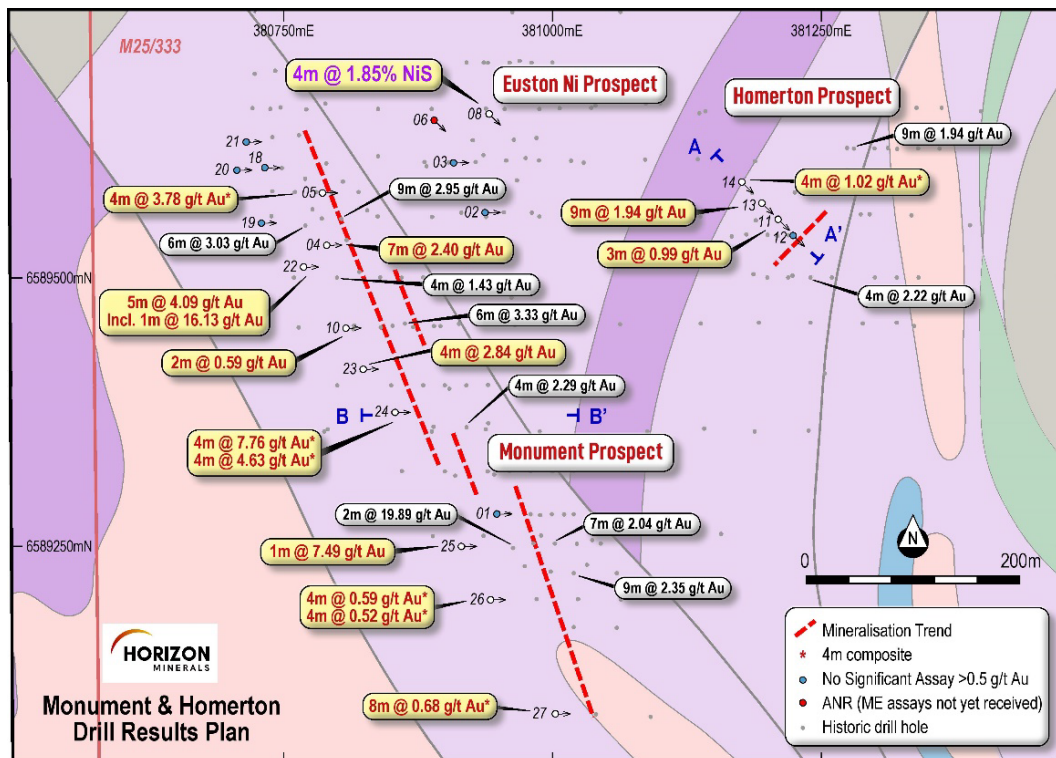 380750mE
381000mE
381250mE
M25/333
4m @ 1.85% NiS
Euston Ni Prospect
Homerton Prospect
08
06
9m @ 1.94 g/t Au
21
20
18
03
A
14
4m @ 3.78 g/t Au*
05
9m @ 2.95 g/t Au
4m @ 1.02 g/t Au*
13
9m @ 1.94 g/t Au
02
11
19
6m @ 3.03 g/t Au
04
7m @ 2.40 g/t Au
12
A'
3m @ 0.99 g/t Au
6589500mN
22
4m @ 1.43 g/t Au
4m @ 2.22 g/t Au
5m @ 4.09 g/t Au
Incl. 1m @ 16.13 g/t Au
6m @ 3.33 g/t Au
10
2m @ 0.59 g/t Au
4m @ 2.84 g/t Au
23
4m @ 2.29 g/t Au
B
24
B'
4m @ 7.76 g/t Au*
4m @ 4.63 g/t Au*
Monument Prospect
2m @ 19.89 g/t Au
01
7m @ 2.04 g/t Au
6589250mN
1m @ 7.49 g/t Au
25
9m @ 2.35 g/t Au
4m @ 0.59 g/t Au*
4m @ 0.52 g/t Au*
26
8m @ 0.68 g/t Au*
27
N
0
200m
Mineralisation Trend
* 4m composite
No Significant Assay >0.5 g/t Au
ANR (ME assays not yet received)
Historic drill hole
HORIZON
MINERALS
Monument & Homerton
Drill Results Plan